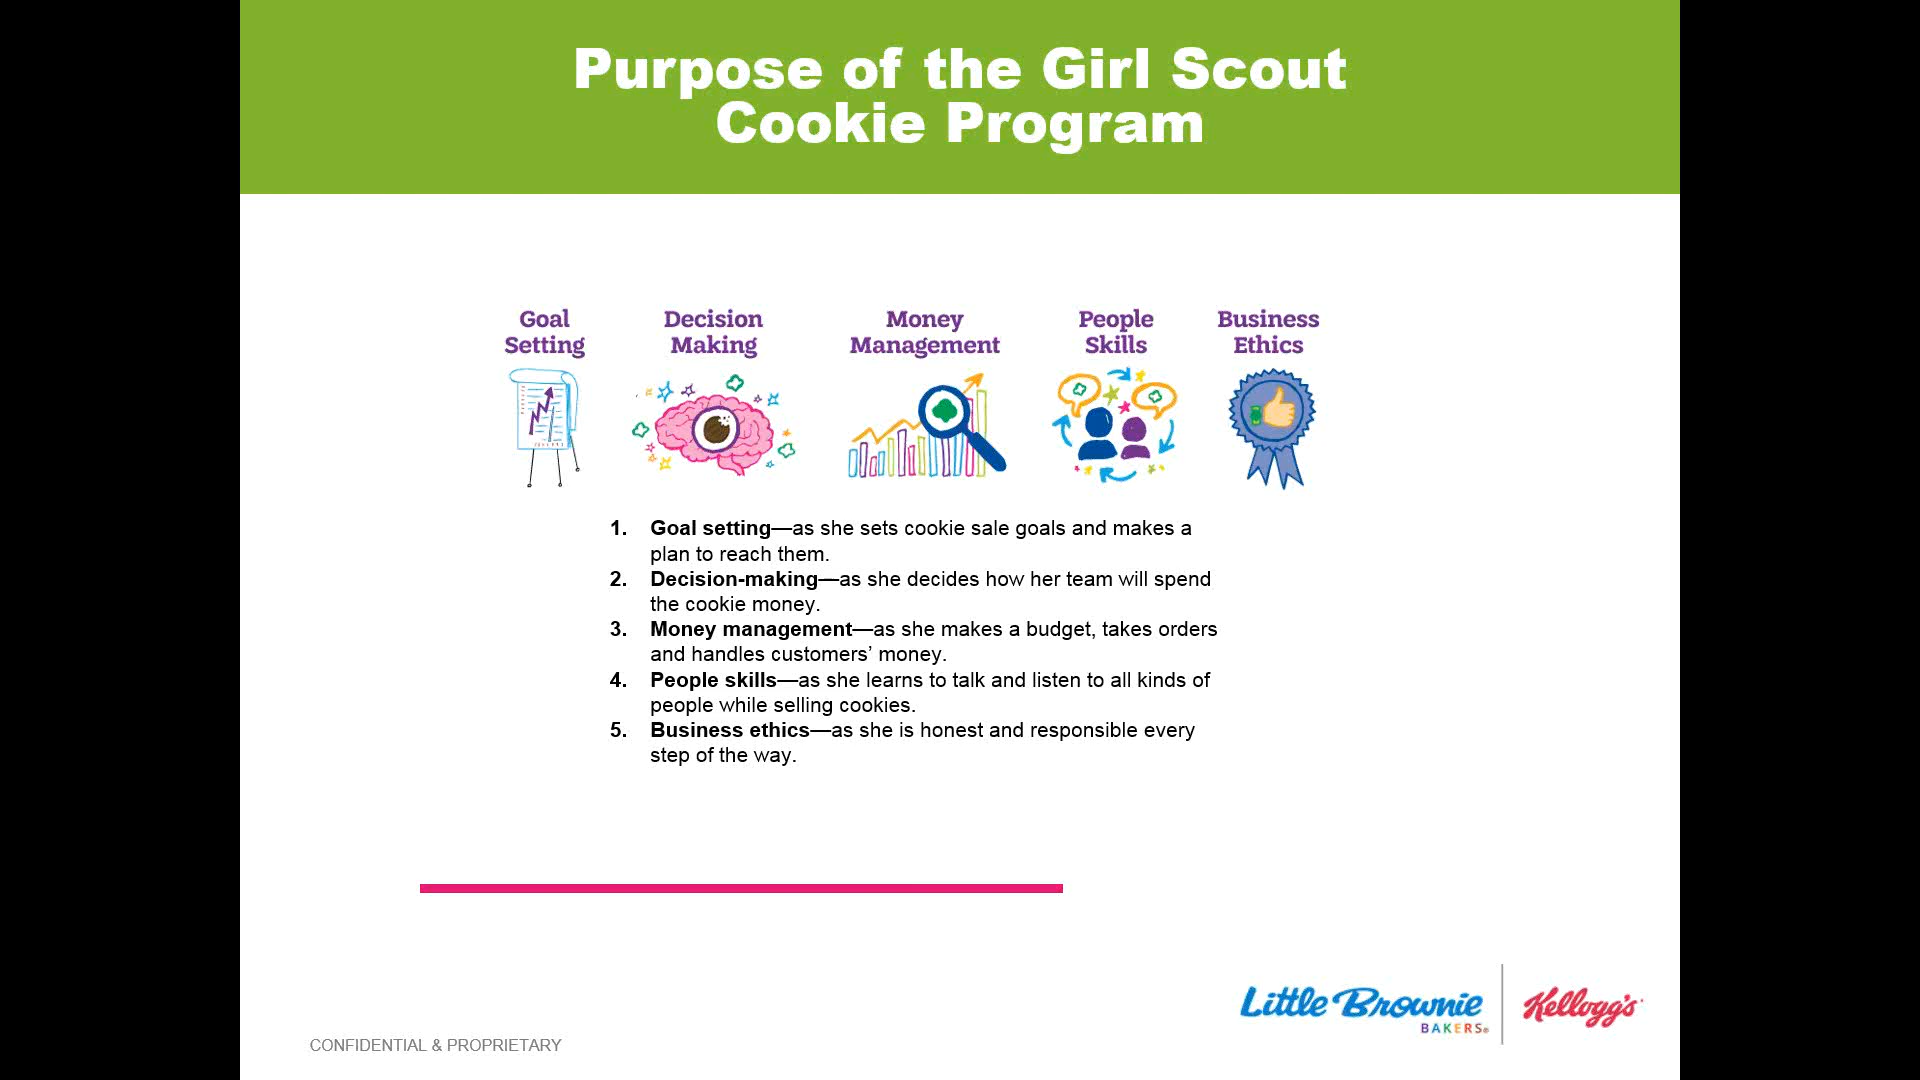 Purpose of the Girl Scout
Cookie Program
Goal
Setting
Decision
Making
Money
Management
People
Skills
Business
Ethics
1. Goal setting—as she sets cookie sale goals and makes a
plan to reach them.
2. Decision-making—as she decides how her team will spend
the cookie money.
3. Money management—as she makes a budget, takes orders
and handles customers’ money.
4. People skills—as she learns to talk and listen to all kinds of
people while selling cookies.
5. Business ethics—as she is honest and responsible every
step of the way.
Little Brownie
BAKERS®
Kellogg's
CONFIDENTIAL & PROPRIETARY